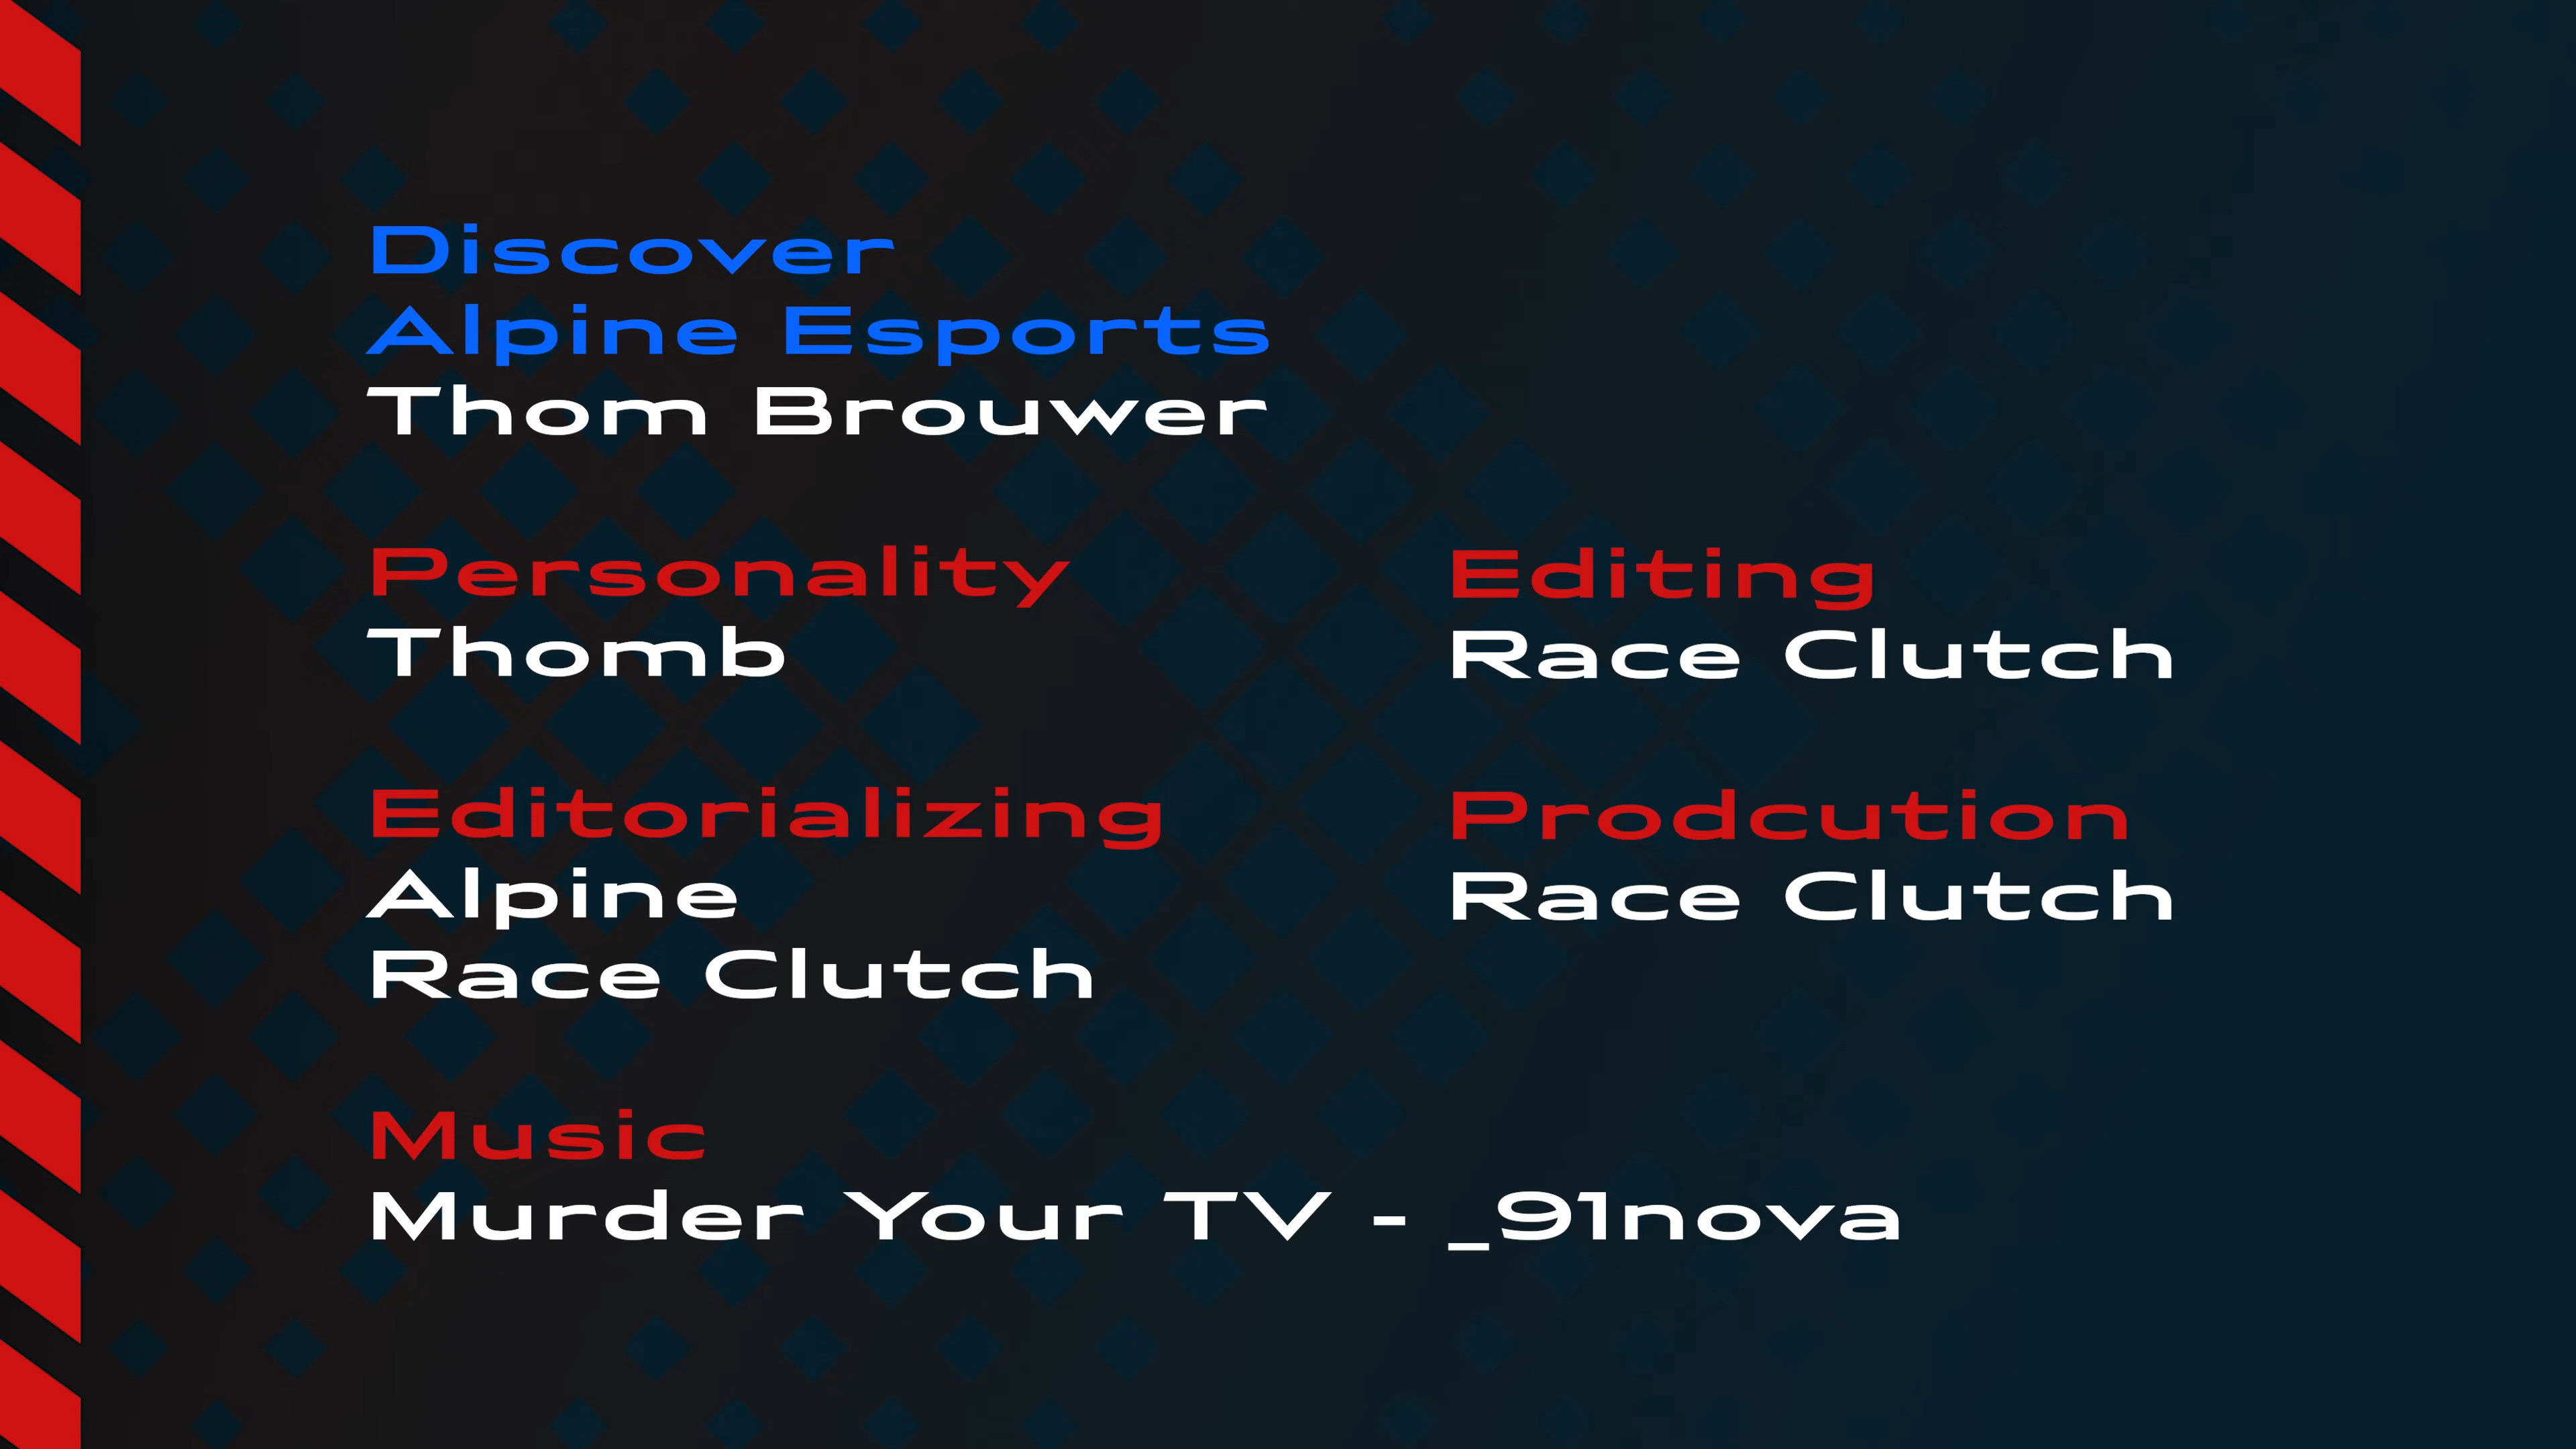 Discover
Alpine Esports
Thom Brouwer
Personality
Thomb
Editing
Race Clutch
Editorializing
Alpine
Race Clutch
Prodcution
Race Clutch
Music
Murder Your TV - _91nova